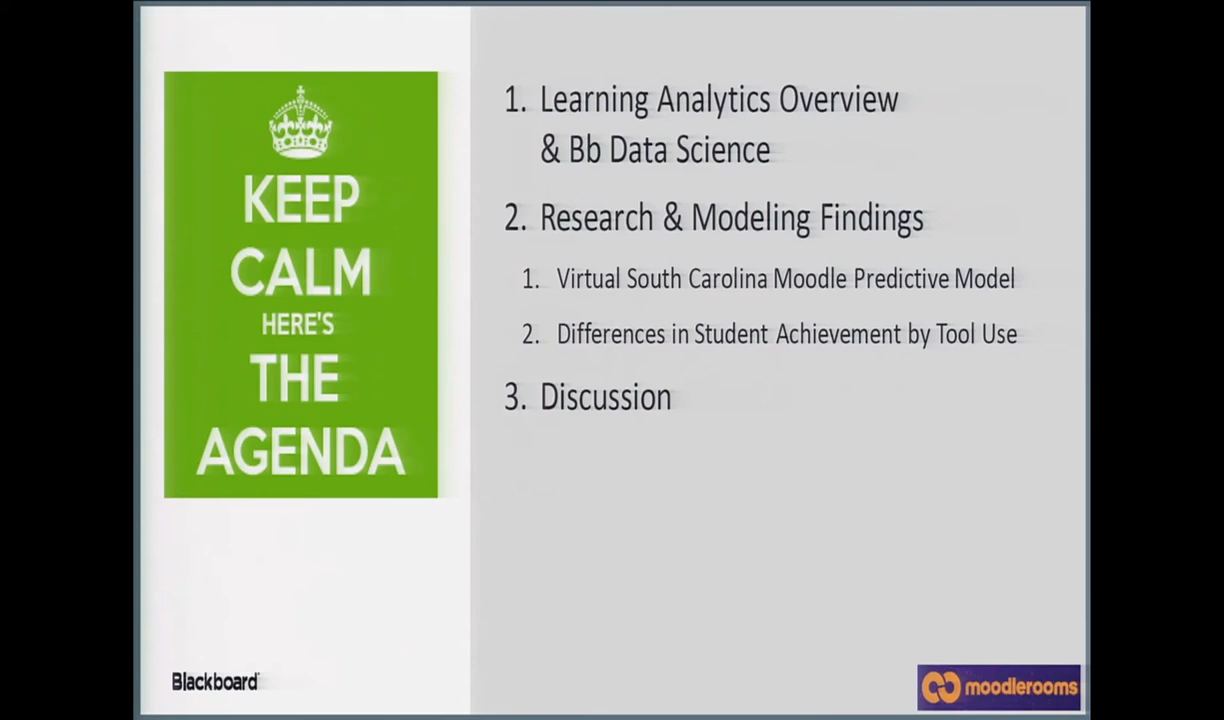 KEEP
CALM
HERE'S
THE
AGENDA
1. Learning Analytics Overview
& Bb Data Science
2. Research & Modeling Findings
1. Virtual South Carolina Moodle Predictive Model
2. Differences in Student Achievement by Tool Use
3. Discussion
Blackboard
moodlerooms